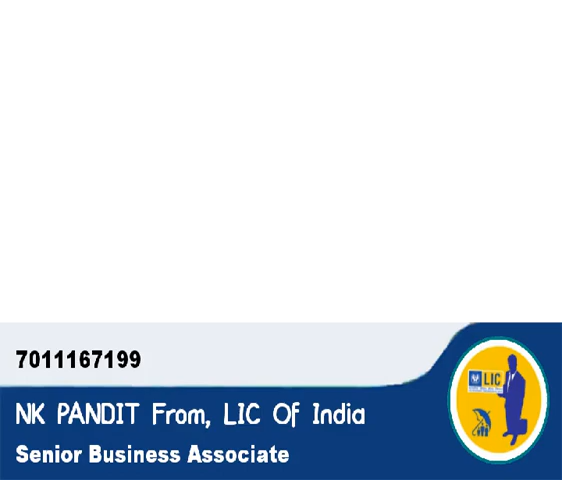 7011167199
NK PANDIT From, LIC Of India
Senior Business Associate
LIC